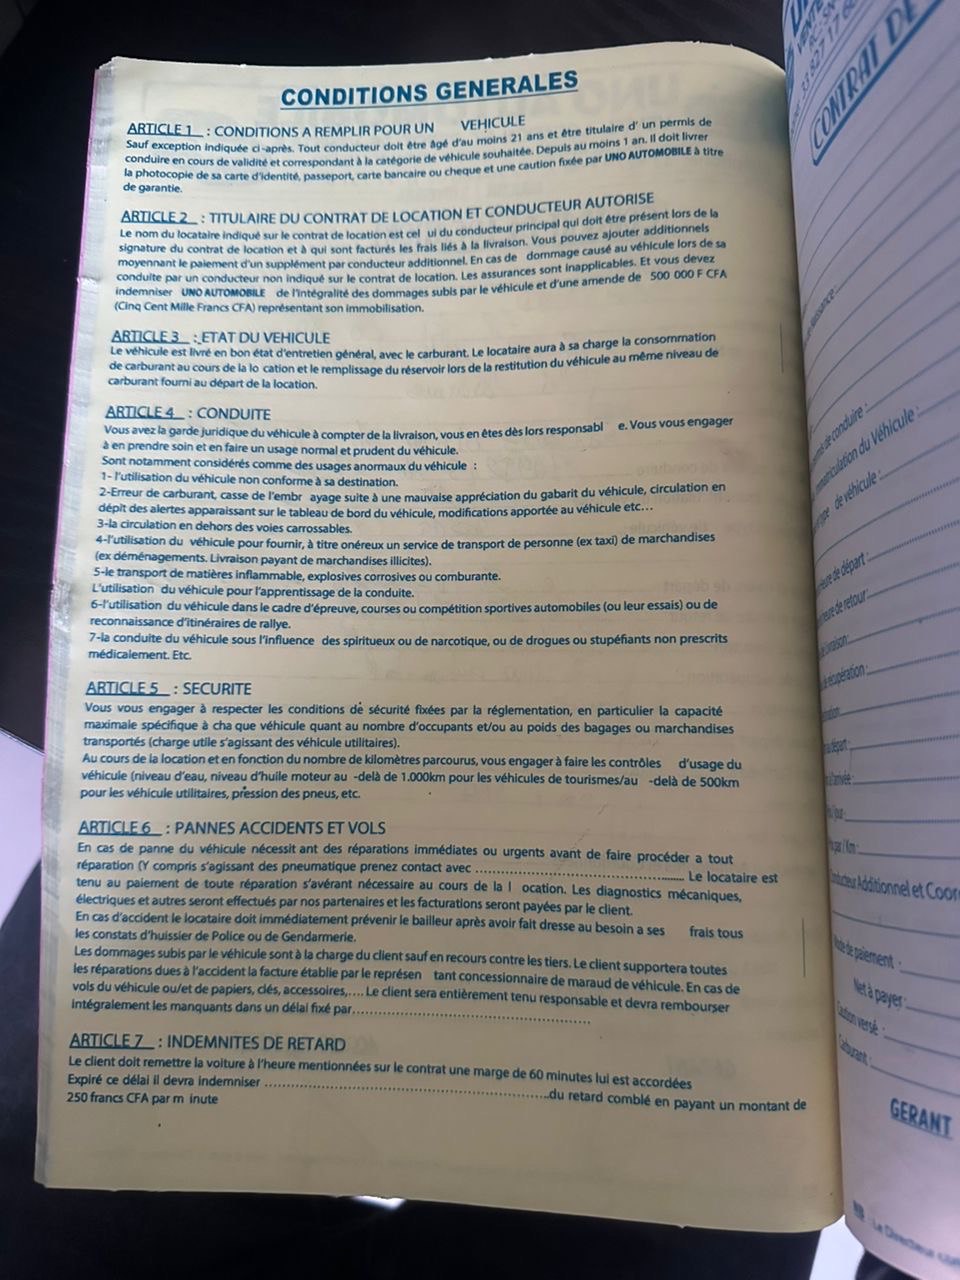 CONDITIONS GENERALES
ARTICLE 1 : CONDITIONS A REMPLIR POUR UN VEHICULE
Sauf exception indiquée ci-après. Tout conducteur doit être âgé d'au moins 21 ans et être titulaire d' un permis de
conduire en cours de validité et correspondant à la catégorie de véhicule souhaitée. Depuis au moins 1 an. Il doit livrer
la photocopie de sa carte d'identité, passeport, carte bancaire ou cheque et une caution fixée par UNO AUTOMOBILE à titre
de garantie.
ARTICLE 2 : TITULAIRE DU CONTRAT DE LOCATION ET CONDUCTEUR AUTORISE
Le nom du locataire indiqué sur le contrat de location est cel ui du conducteur principal qui doit être présent lors de la
signature du contrat de location et à qui sont facturés les frais liés à la livraison. Vous pouvez ajouter additionnels
moyennant le paiement d'un supplément par conducteur additionnel. En cas de dommage causé au véhicule lors de sa
conduite par un conducteur non indiqué sur le contrat de location. Les assurances sont inapplicables. Et vous devez
indemniser UNO AUTOMOBILE de l'intégralité des dommages subis par le véhicule et d'une amende de 500 000 F CFA
(Cinq Cent Mille Francs CFA) représentant son immobilisation.
ARTICLE 3 : ETAT DU VEHICULE
Le véhicule est livré en bon état d'entretien général, avec le carburant. Le locataire aura à sa charge la consommation
de carburant au cours de la lo cation et le remplissage du réservoir lors de la restitution du véhicule au même niveau de
carburant fourni au départ de la location.
ARTICLE 4 : CONDUITE
Vous avez la garde juridique du véhicule à compter de la livraison, vous en êtes dès lors responsabl e. Vous vous engager
à en prendre soin et en faire un usage normal et prudent du véhicule.
Sont notamment considérés comme des usages anormaux du véhicule :
1- l'utilisation du véhicule non conforme à sa destination.
2-Erreur de carburant, casse de l'embr ayage suite à une mauvaise appréciation du gabarit du véhicule, circulation en
dépit des alertes apparaissant sur le tableau de bord du véhicule, modifications apportée au véhicule etc...
3-la circulation en dehors des voies carrossables.
4-l'utilisation du véhicule pour fournir, à titre onéreux un service de transport de personne (ex taxi) de marchandises
(ex déménagements. Livraison payant de marchandises illicites).
5-le transport de matières inflammable, explosives corrosives ou comburante.
L'utilisation du véhicule pour l'apprentissage de la conduite.
6-l'utilisation du véhicule dans le cadre d'épreuve, courses ou compétition sportives automobiles (ou leur essais) ou de
reconnaissance d'itinéraires de rallye.
7-la conduite du véhicule sous l'influence des spiritueux ou de narcotique, ou de drogues ou stupéfiants non prescrits
médicalement. Etc.
ARTICLE 5 : SECURITE
Vous vous engager à respecter les conditions de sécurité fixées par la réglementation, en particulier la capacité
maximale spécifique à cha que véhicule quant au nombre d'occupants et/ou au poids des bagages ou marchandises
transportés (charge utile s'agissant des véhicule utilitaires).
Au cours de la location et en fonction du nombre de kilomètres parcourus, vous engager à faire les contrôles d'usage du
véhicule (niveau d'eau, niveau d'huile moteur au -delà de 1.000km pour les véhicules de tourismes/au -delà de 500km
pour les véhicule utilitaires, pression des pneus, etc.
ARTICLE 6 : PANNES ACCIDENTS ET VOLS
En cas de panne du véhicule nécessit ant des réparations immédiates ou urgents avant de faire procéder a tout
réparation (Y compris s'agissant des pneumatique prenez contact avec ........................................................ Le locataire est
tenu au paiement de toute réparation s'avérant nécessaire au cours de la l ocation. Les diagnostics mécaniques,
électriques et autres seront effectués par nos partenaires et les facturations seront payées par le client.
En cas d'accident le locataire doit immédiatement prévenir le bailleur après avoir fait dresse au besoin a ses frais tous
les constats d'huissier de Police ou de Gendarmerie.
Les dommages subis par le véhicule sont à la charge du client sauf en recours contre les tiers. Le client supportera toutes
les réparations dues à l'accident la facture établie par le représen tant concessionnaire de maraud de véhicule. En cas de
vols du véhicule ou/et de papiers, clés, accessoires,.... Le client sera entièrement tenu responsable et devra rembourser
intégralement les manquants dans un délai fixé par............................................................
ARTICLE 7 : INDEMNITES DE RETARD
Le client doit remettre la voiture à l'heure mentionnées sur le contrat une marge de 60 minutes lui est accordées
Expiré ce délai il devra indemniser ............................................................du retard comblé en payant un montant de
250 francs CFA par m inute
CONTRAT DE
de conduire :
immatriculation du Véhicule :
de véhicule :
de départ :
heure de retour:
récupération :
par / Km :
Conducteur Additionnel et Coor
Mode de paiement :
Net à payer :
Caution versé :
Carburant :
GERANT
NB : Le Directeur